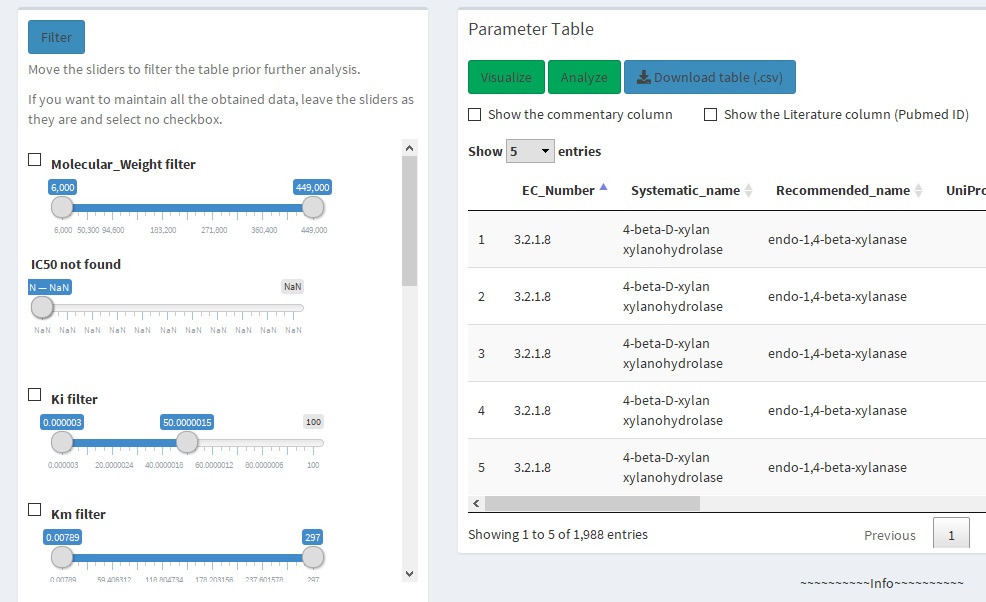 Filter
Move the sliders to filter the table prior further analysis.
If you want to maintain all the obtained data, leave the sliders as
they are and select no checkbox.
Molecular_Weight filter
6,000 449,000
6,000 50,300 94,600 183,200 271,800 360,400 449,000
IC50 not found
N — NaN NaN
NaN NaN NaN NaN NaN NaN NaN NaN NaN NaN NaN
Ki filter
0.000003 50.0000015 100
0.000003 20.0000024 40.0000018 60.0000012 80.0000006 100
Km filter
0.00789 297
0.00789 59.406312 118.804734 178.203156 237.601578 297
Parameter Table
Visualize Analyze Download table (.csv)
Show the commentary column Show the Literature column (Pubmed ID)
Show 5 entries
EC_Number Systematic_name Recommended_name UniPro
1 3.2.1.8 4-beta-D-xylan xylanohydrolase endo-1,4-beta-xylanase
2 3.2.1.8 4-beta-D-xylan xylanohydrolase endo-1,4-beta-xylanase
3 3.2.1.8 4-beta-D-xylan xylanohydrolase endo-1,4-beta-xylanase
4 3.2.1.8 4-beta-D-xylan xylanohydrolase endo-1,4-beta-xylanase
5 3.2.1.8 4-beta-D-xylan xylanohydrolase endo-1,4-beta-xylanase
Showing 1 to 5 of 1,988 entries Previous 1
~~~~~~~~~~Info~~~~~~~~~~